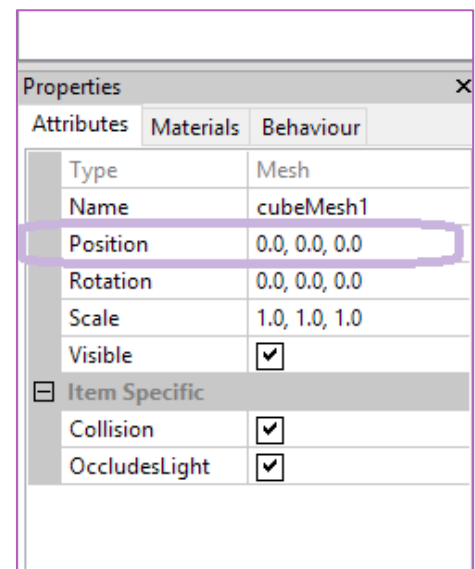 Properties
Attributes Materials Behaviour
Type Mesh
Name cubeMesh1
Position 0.0, 0.0, 0.0
Rotation 0.0, 0.0, 0.0
Scale 1.0, 1.0, 1.0
Visible
Item Specific
Collision
OccludesLight